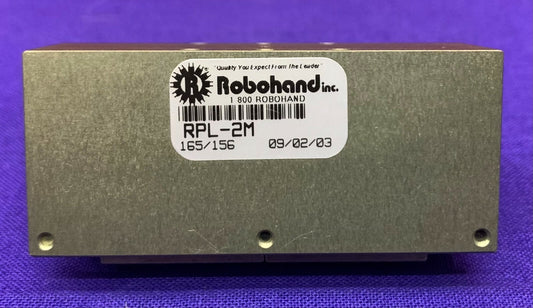 "Quality You Expect From The Leader"
R ® Robohand inc.
1 800 ROBOHAND
RPL-2M
165/156 09/02/03